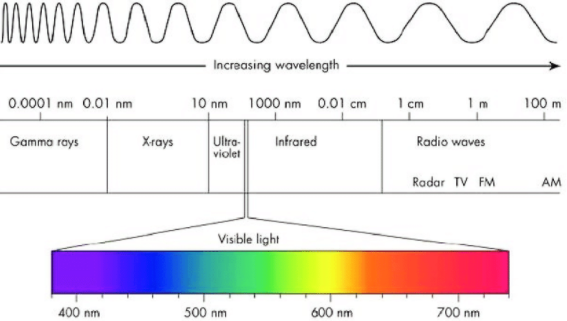 Increasing wavelength
0.0001 nm 0.01 nm 10 nm 1000 nm 0.01 cm 1 cm 1 m 100 m
Gamma rays X-rays Ultra-
violet Infrared Radio waves
Radar TV FM AM
Visible light
400 nm 500 nm 600 nm 700 nm